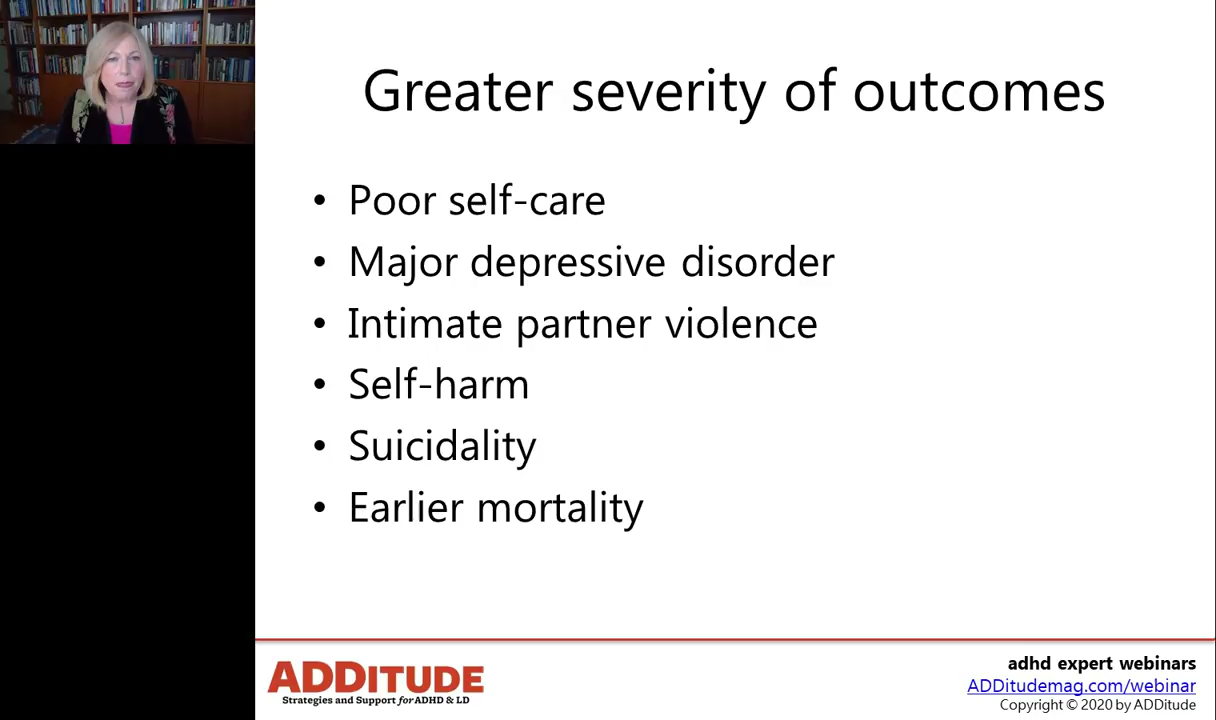 Greater severity of outcomes
• Poor self-care
• Major depressive disorder
• Intimate partner violence
• Self-harm
• Suicidality
• Earlier mortality
ADDITUDE
Strategies and Support for ADHD & LD
adhd expert webinars
ADDitudemag.com/webinar
Copyright © 2020 by ADDitude